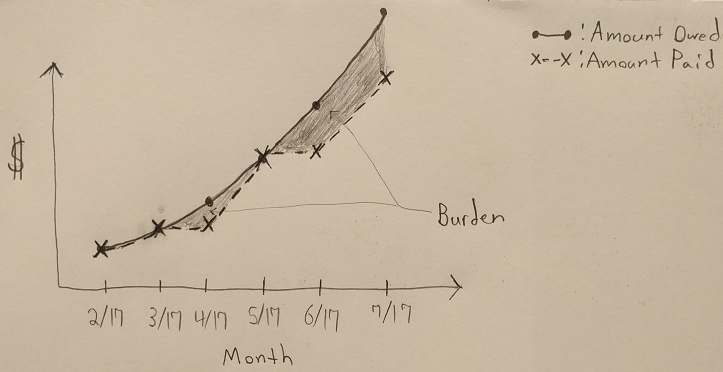 ●—● : Amount Owed
X--X : Amount Paid
$
Burden
2/17 3/17 4/17 5/17 6/17 7/17
Month